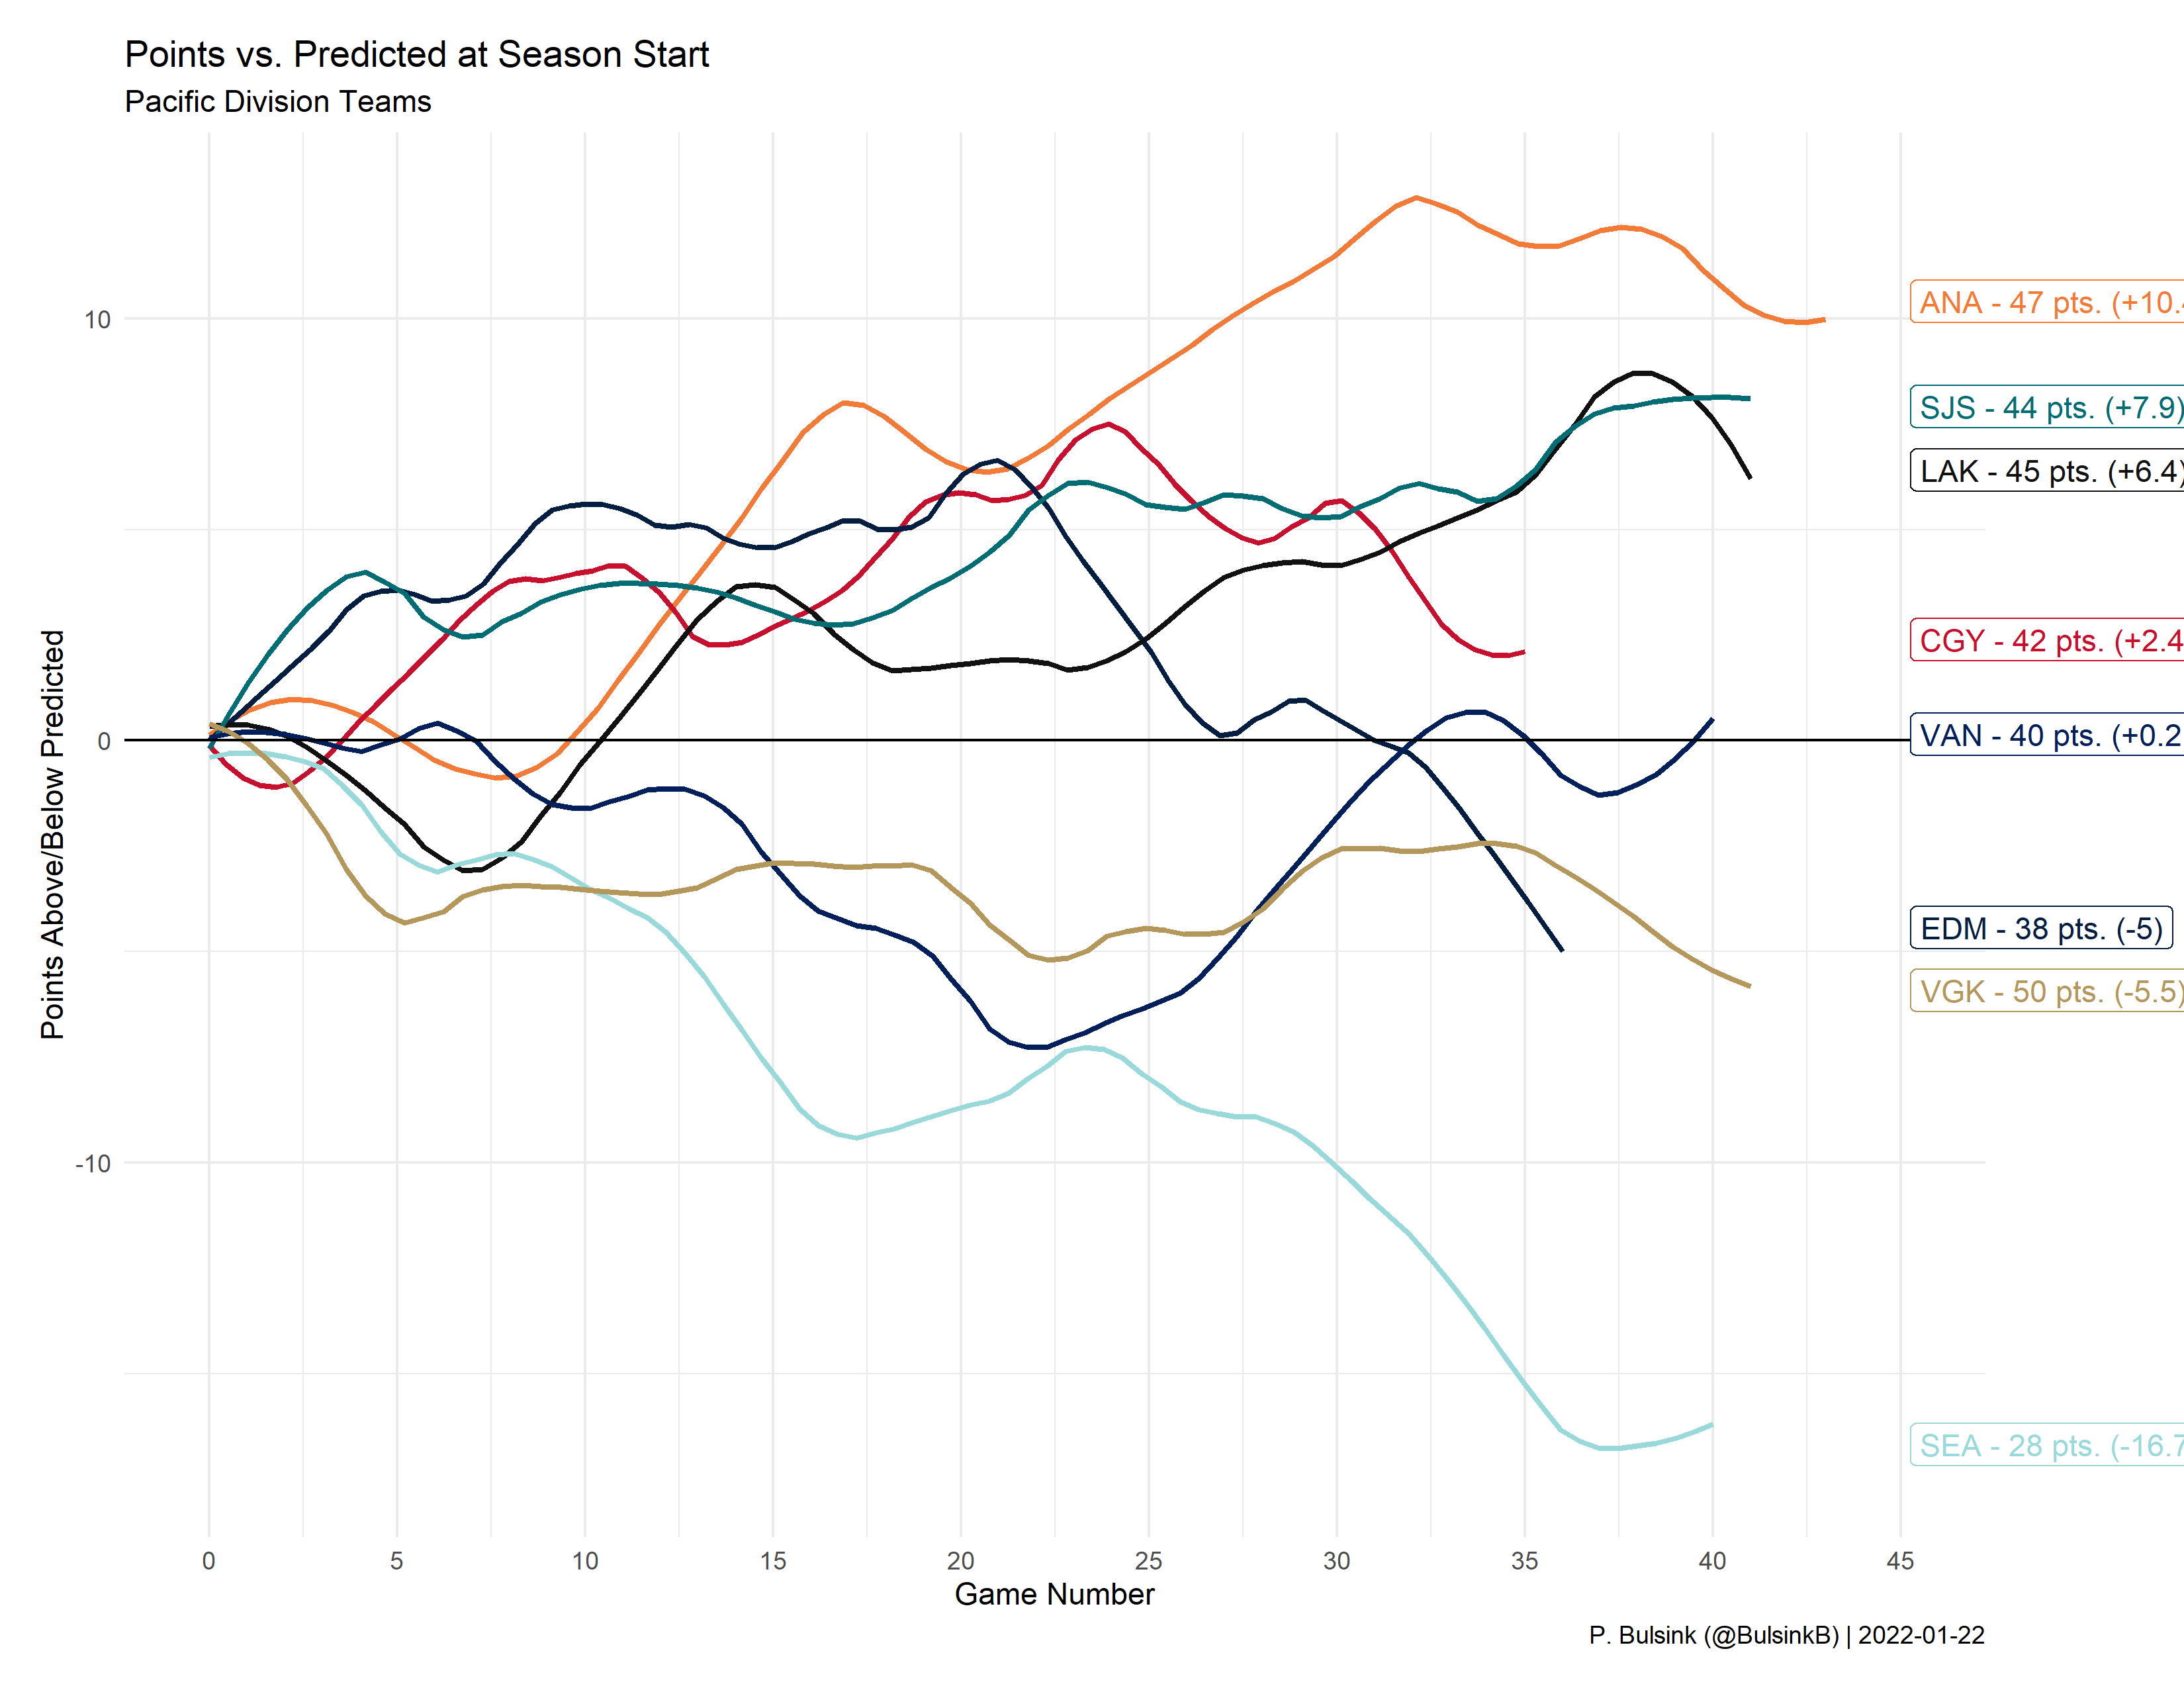 Points vs. Predicted at Season Start
Pacific Division Teams
Points Above/Below Predicted
10
0
-10
ANA - 47 pts. (+10.
SJS - 44 pts. (+7.9)
LAK - 45 pts. (+6.4)
CGY - 42 pts. (+2.4
VAN - 40 pts. (+0.2
EDM - 38 pts. (-5)
VGK - 50 pts. (-5.5)
SEA - 28 pts. (-16.7
0 5 10 15 20 25 30 35 40 45
Game Number
P. Bulsink (@BulsinkB) | 2022-01-22